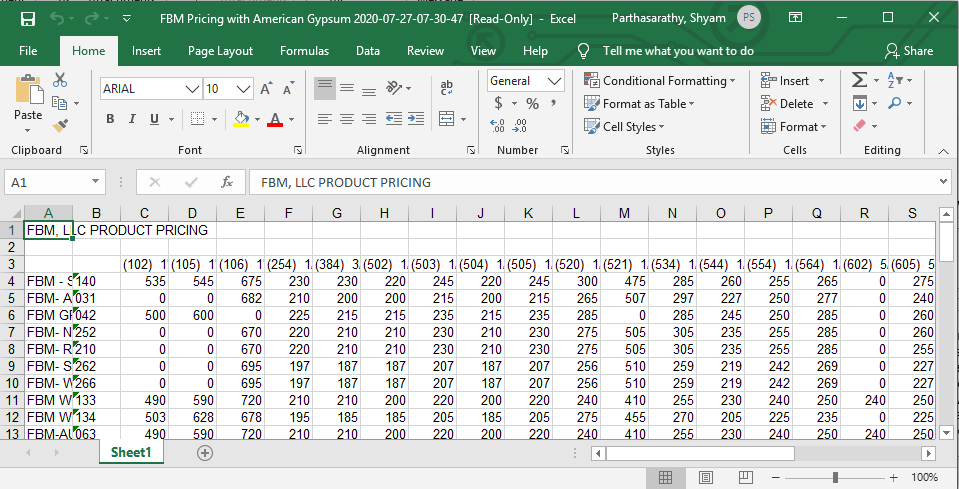 FBM Pricing with American Gypsum 2020-07-27-07-30-47 [Read-Only] - Excel Parthasarathy, Shyam PS
File Home Insert Page Layout Formulas Data Review View Help Tell me what you want to do Share
Paste
ARIAL 10 A A
B I U A
ab
General
$ % ,
Conditional Formatting
Format as Table
Cell Styles
Insert
Delete
Format
Clipboard Font Alignment Number Styles Cells Editing
A1 fx FBM, LLC PRODUCT PRICING
A B C D E F G H I J K L M N O P Q R S
1 FBM, LLC PRODUCT PRICING
2
3 (102) 1 (105) 1 (106) 1 (254) 1. (384) 3. (502) 1. (503) 1. (504) 1. (505) 1. (520) 1. (521) 1. (534) 1. (544) 1. (554) 1. (564) 1. (602) 5. (605) 5
4 FBM - S 140 535 545 675 230 230 220 245 220 245 300 475 285 260 255 265 0 275
5 FBM- A 031 0 0 682 210 200 200 215 200 215 265 507 297 227 250 277 0 240
6 FBM GF 042 500 600 0 225 215 215 235 215 235 285 0 285 245 250 285 0 260
7 FBM- N 252 0 0 670 220 210 210 230 210 230 275 505 305 235 255 285 0 255
8 FBM- R 210 0 0 670 220 210 210 230 210 230 275 505 305 235 255 285 0 255
9 FBM- S 262 0 0 695 197 187 187 207 187 207 256 510 259 219 242 269 0 227
10 FBM- W 266 0 0 695 197 187 187 207 187 207 256 510 259 219 242 269 0 227
11 FBM W 133 490 590 720 210 210 200 220 200 220 240 410 255 230 240 250 240 250
12 FBM W 134 503 628 678 195 185 185 205 185 205 275 455 270 205 225 235 0 225
13 FBM-AU 063 490 590 720 210 210 200 220 200 220 240 410 255 230 240 250 240 250
Sheet1
100%